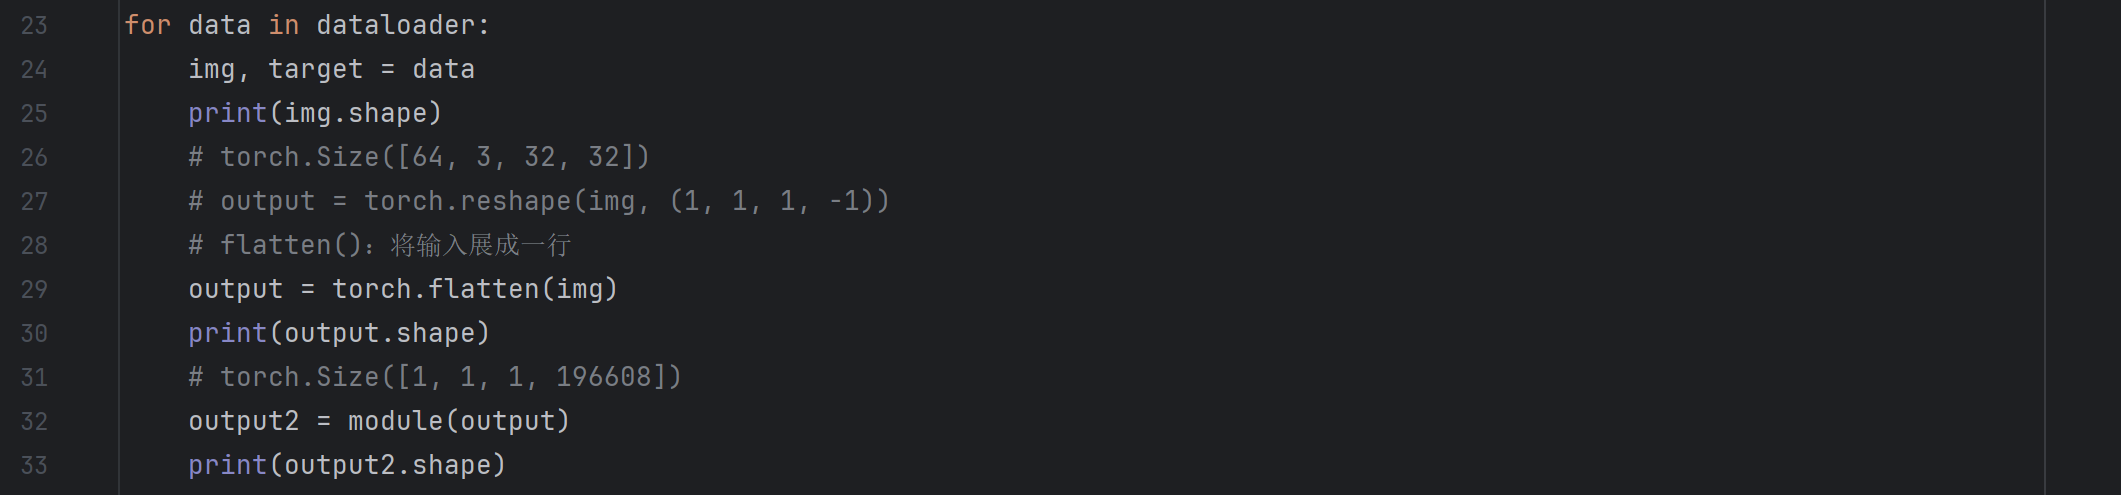 23 for data in dataloader:
24     img, target = data
25     print(img.shape)
26     # torch.Size([64, 3, 32, 32])
27     # output = torch.reshape(img, (1, 1, 1, -1))
28     # flatten()：将输入展成一行
29     output = torch.flatten(img)
30     print(output.shape)
31     # torch.Size([1, 1, 1, 196608])
32     output2 = module(output)
33     print(output2.shape)